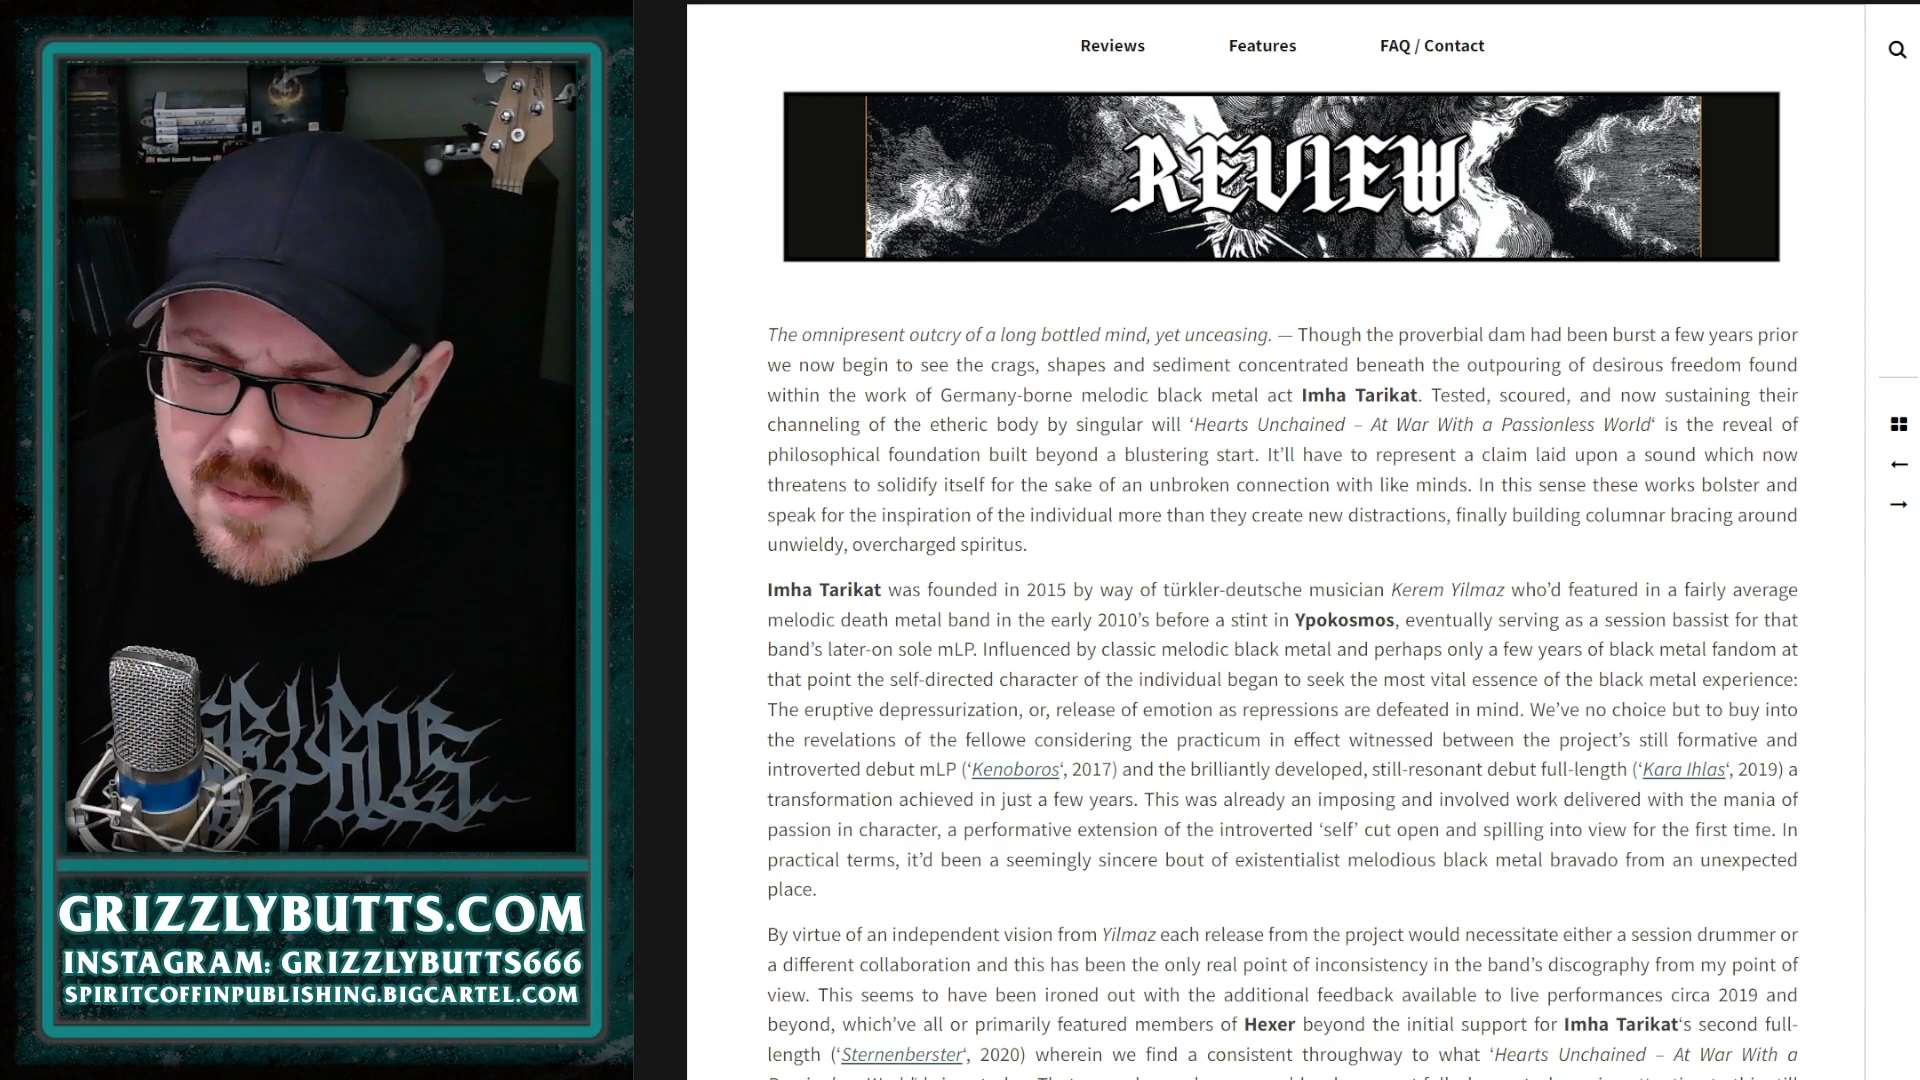 GRIZZLYBUTTS.COM
INSTAGRAM: GRIZZLYBUTTS666
SPIRITCOFFINPUBLISHING.BIGCARTEL.COM
Reviews Features FAQ / Contact
REVIEW
The omnipresent outcry of a long bottled mind, yet unceasing. — Though the proverbial dam had been burst a few years prior
we now begin to see the crags, shapes and sediment concentrated beneath the outpouring of desirous freedom found
within the work of Germany-borne melodic black metal act Imha Tarikat. Tested, scoured, and now sustaining their
channeling of the etheric body by singular will ‘Hearts Unchained – At War With a Passionless World‘ is the reveal of
philosophical foundation built beyond a blustering start. It’ll have to represent a claim laid upon a sound which now
threatens to solidify itself for the sake of an unbroken connection with like minds. In this sense these works bolster and
speak for the inspiration of the individual more than they create new distractions, finally building columnar bracing around
unwieldy, overcharged spiritus.
Imha Tarikat was founded in 2015 by way of türkler-deutsche musician Kerem Yilmaz who’d featured in a fairly average
melodic death metal band in the early 2010’s before a stint in Ypokosmos, eventually serving as a session bassist for that
band’s later-on sole mLP. Influenced by classic melodic black metal and perhaps only a few years of black metal fandom at
that point the self-directed character of the individual began to seek the most vital essence of the black metal experience:
The eruptive depressurization, or, release of emotion as repressions are defeated in mind. We’ve no choice but to buy into
the revelations of the fellowe considering the practicum in effect witnessed between the project’s still formative and
introverted debut mLP (‘Kenoboros‘, 2017) and the brilliantly developed, still-resonant debut full-length (‘Kara Ihlas‘, 2019) a
transformation achieved in just a few years. This was already an imposing and involved work delivered with the mania of
passion in character, a performative extension of the introverted ‘self’ cut open and spilling into view for the first time. In
practical terms, it’d been a seemingly sincere bout of existentialist melodious black metal bravado from an unexpected
place.
By virtue of an independent vision from Yilmaz each release from the project would necessitate either a session drummer or
a different collaboration and this has been the only real point of inconsistency in the band’s discography from my point of
view. This seems to have been ironed out with the additional feedback available to live performances circa 2019 and
beyond, which’ve all or primarily featured members of Hexer beyond the initial support for Imha Tarikat‘s second full-
length (‘Sternenberster‘, 2020) wherein we find a consistent throughway to what ‘Hearts Unchained – At War With a